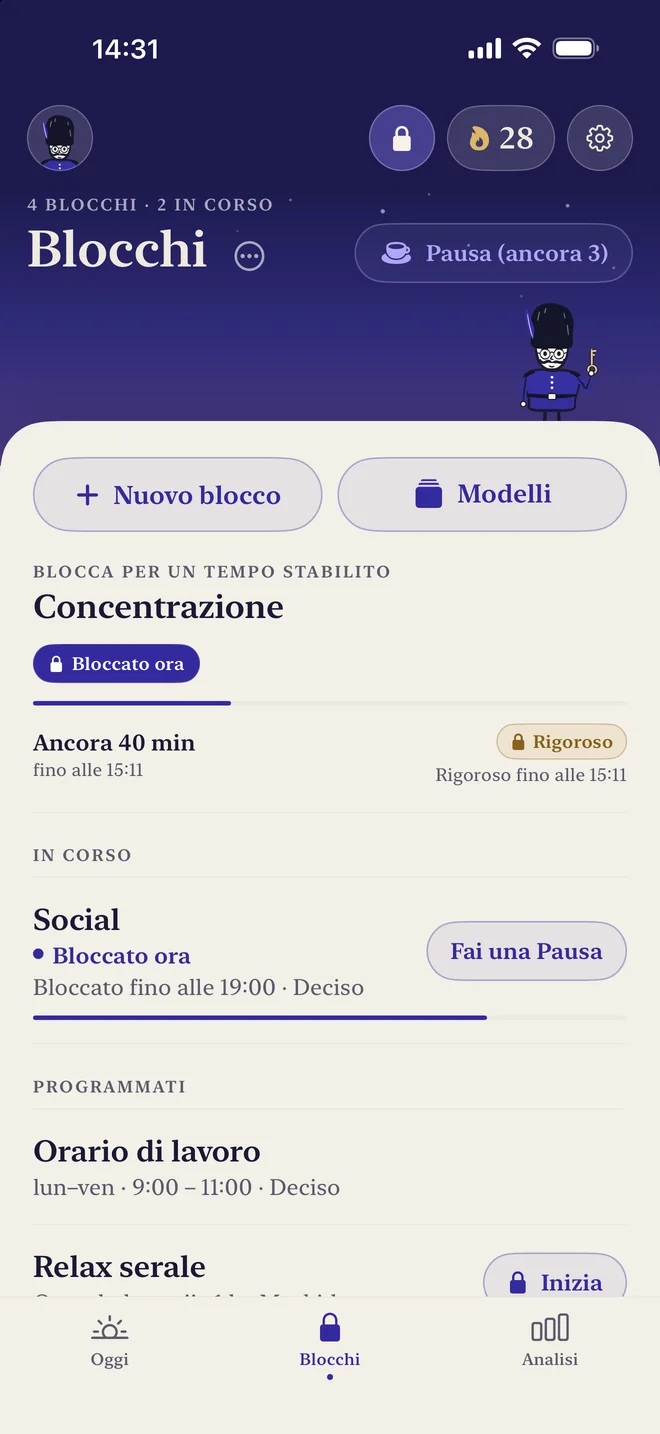 14:31
28
4 BLOCCHI · 2 IN CORSO
Blocchi
Pausa (ancora 3)
Nuovo blocco
Modelli
BLOCCA PER UN TEMPO STABILITO
Concentrazione
Bloccato ora
Ancora 40 min
Rigoroso
fino alle 15:11
Rigoroso fino alle 15:11
IN CORSO
Social
Bloccato ora
Fai una Pausa
Bloccato fino alle 19:00 · Deciso
PROGRAMMATI
Orario di lavoro
lun–ven · 9:00 – 11:00 · Deciso
Relax serale
Inizia
Oggi
Blocchi
Analisi